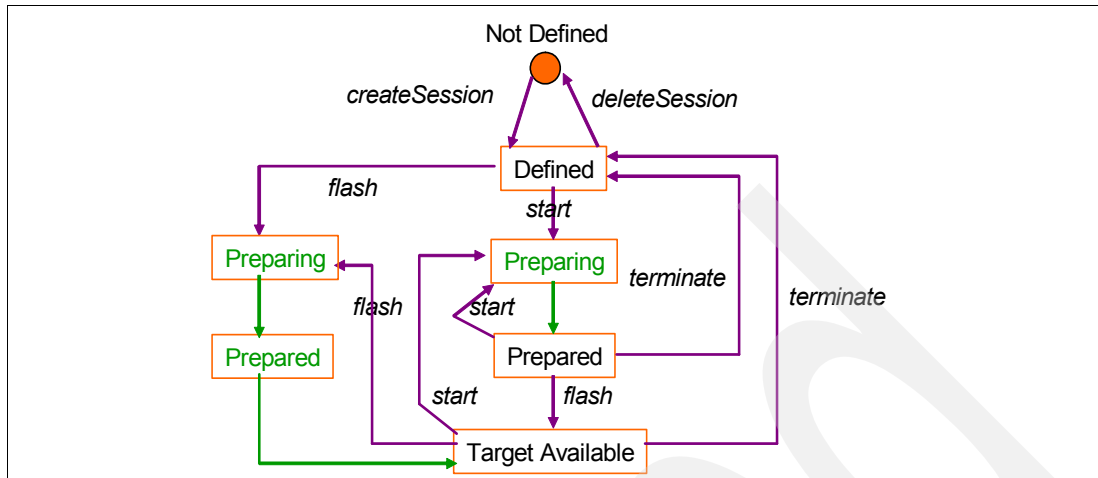 Not Defined
createSession
deleteSession
Defined
flash
start
Preparing
Preparing
terminate
terminate
flash
start
Prepared
Prepared
start
flash
Target Available